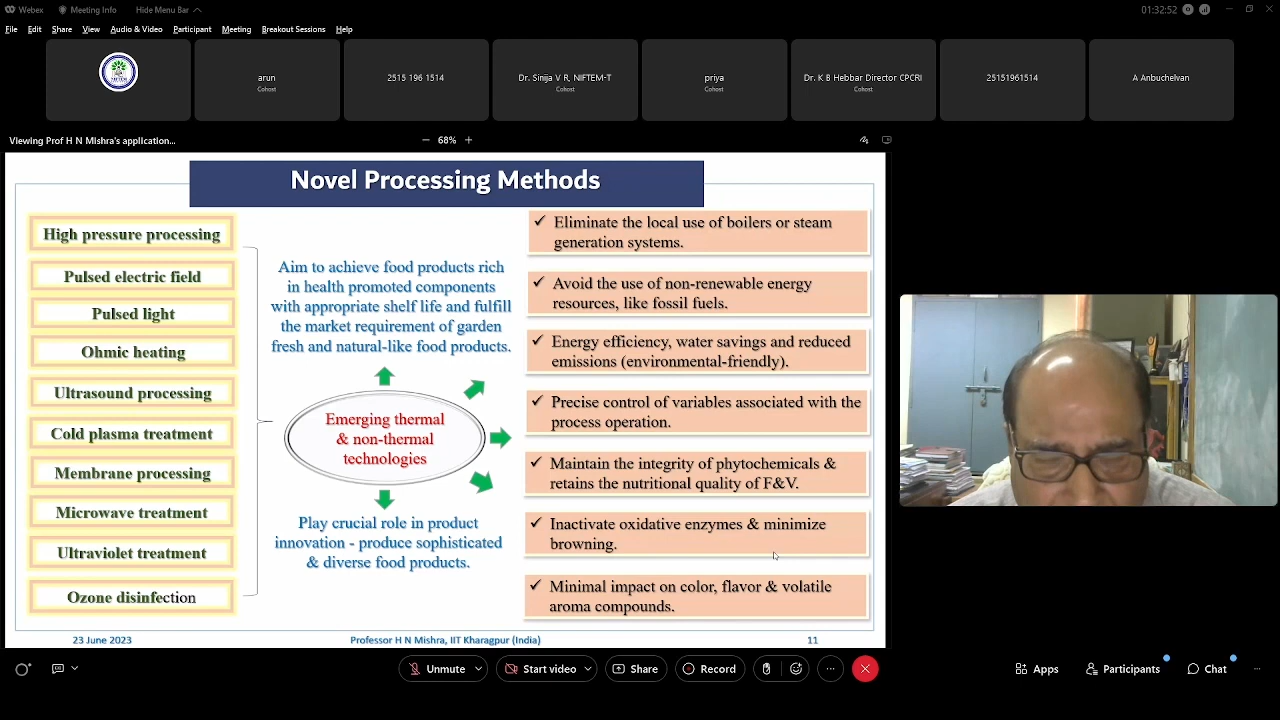 Webex
Meeting Info
Hide Menu Bar
01:32:52
File Edit Share View Audio & Video Participant Meeting Breakout Sessions Help
arun
Cohost
2515 196 1514
Dr. Sinija V R, NIFTEM-T
Cohost
priya
Cohost
Dr. K B Hebbar Director CPCRI
Cohost
25151961514
A Anbuchelvan
Viewing Prof H N Mishra's application...
68%
Novel Processing Methods
High pressure processing
Pulsed electric field
Pulsed light
Ohmic heating
Ultrasound processing
Cold plasma treatment
Membrane processing
Microwave treatment
Ultraviolet treatment
Ozone disinfection
Aim to achieve food products rich
in health promoted components
with appropriate shelf life and fulfill
the market requirement of garden
fresh and natural-like food products.
Emerging thermal
& non-thermal
technologies
Play crucial role in product
innovation - produce sophisticated
& diverse food products.
✓ Eliminate the local use of boilers or steam
generation systems.
✓ Avoid the use of non-renewable energy
resources, like fossil fuels.
✓ Energy efficiency, water savings and reduced
emissions (environmental-friendly).
✓ Precise control of variables associated with the
process operation.
✓ Maintain the integrity of phytochemicals &
retains the nutritional quality of F&V.
✓ Inactivate oxidative enzymes & minimize
browning.
✓ Minimal impact on color, flavor & volatile
aroma compounds.
23 June 2023
Professor H N Mishra, IIT Kharagpur (India)
11
Unmute
Start video
Share
Record
Apps
Participants
Chat